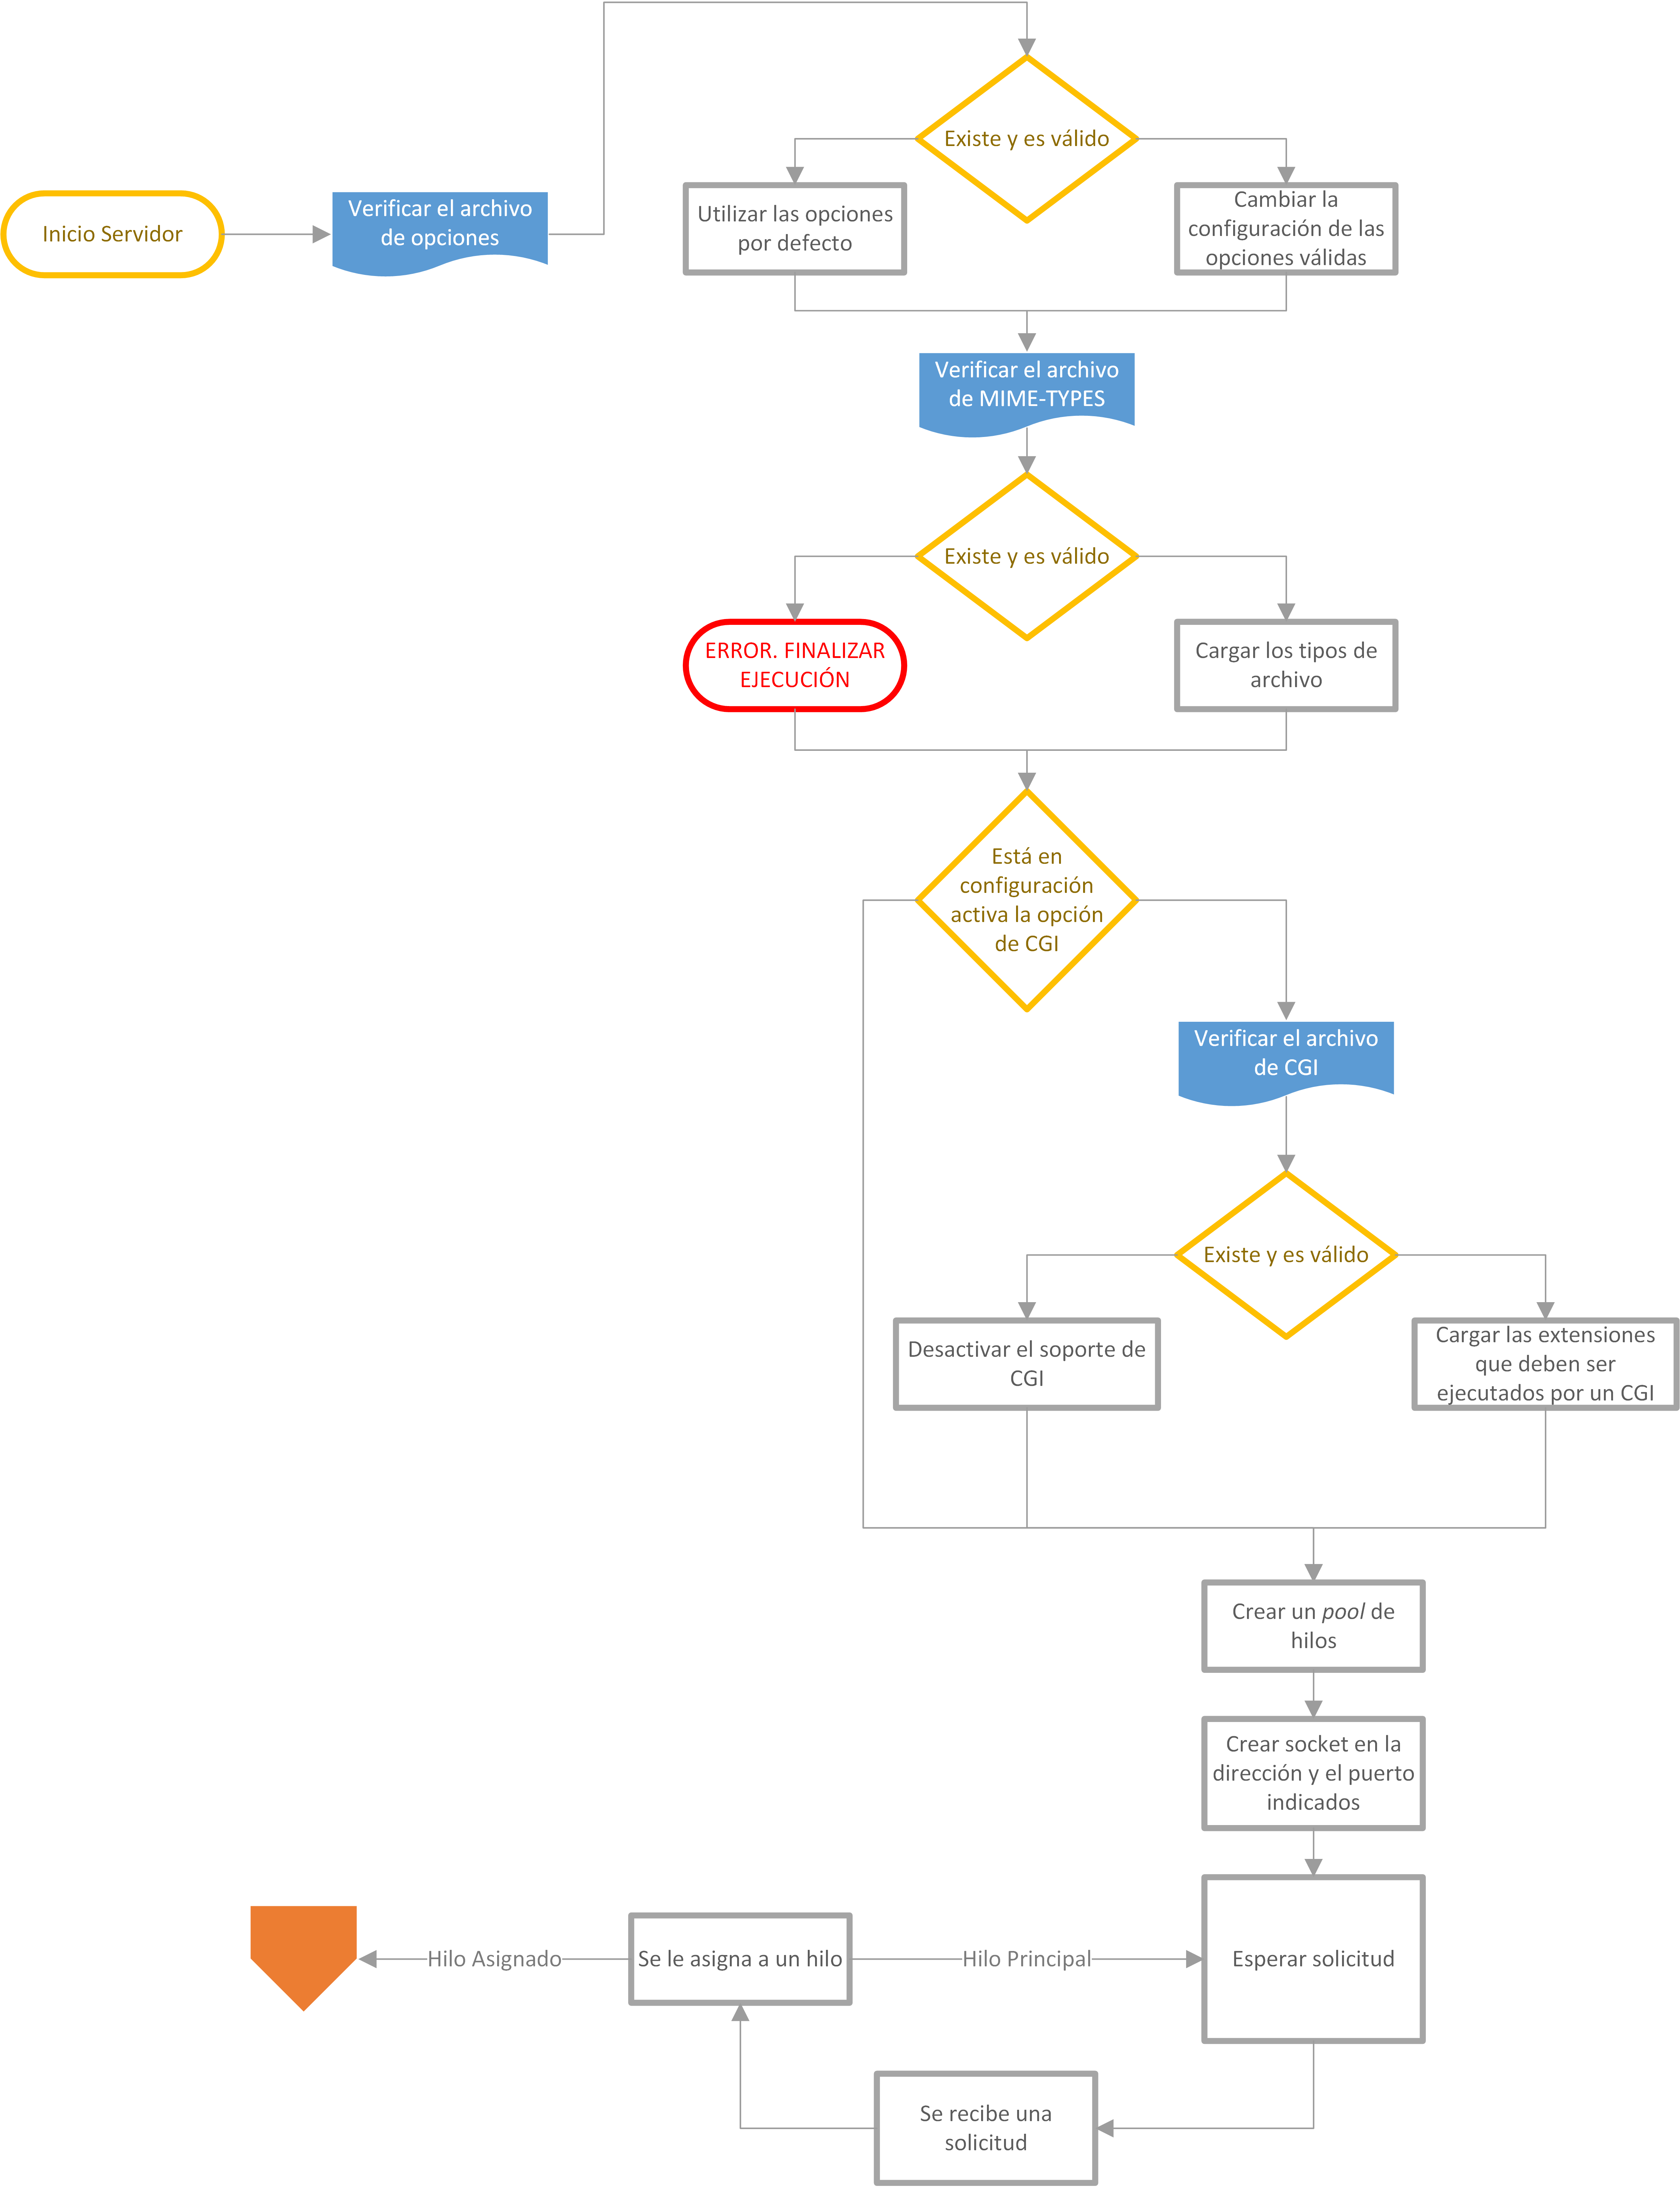 Existe y es válido
Inicio Servidor
Verificar el archivo
de opciones
Utilizar las opciones
por defecto
Cambiar la
configuración de las
opciones válidas
Verificar el archivo
de MIME-TYPES
Existe y es válido
ERROR. FINALIZAR
EJECUCIÓN
Cargar los tipos de
archivo
Está en
configuración
activa la opción
de CGI
Verificar el archivo
de CGI
Existe y es válido
Desactivar el soporte de
CGI
Cargar las extensiones
que deben ser
ejecutados por un CGI
Crear un pool de
hilos
Crear socket en la
dirección y el puerto
indicados
Hilo Asignado
Se le asigna a un hilo
Hilo Principal
Esperar solicitud
Se recibe una
solicitud